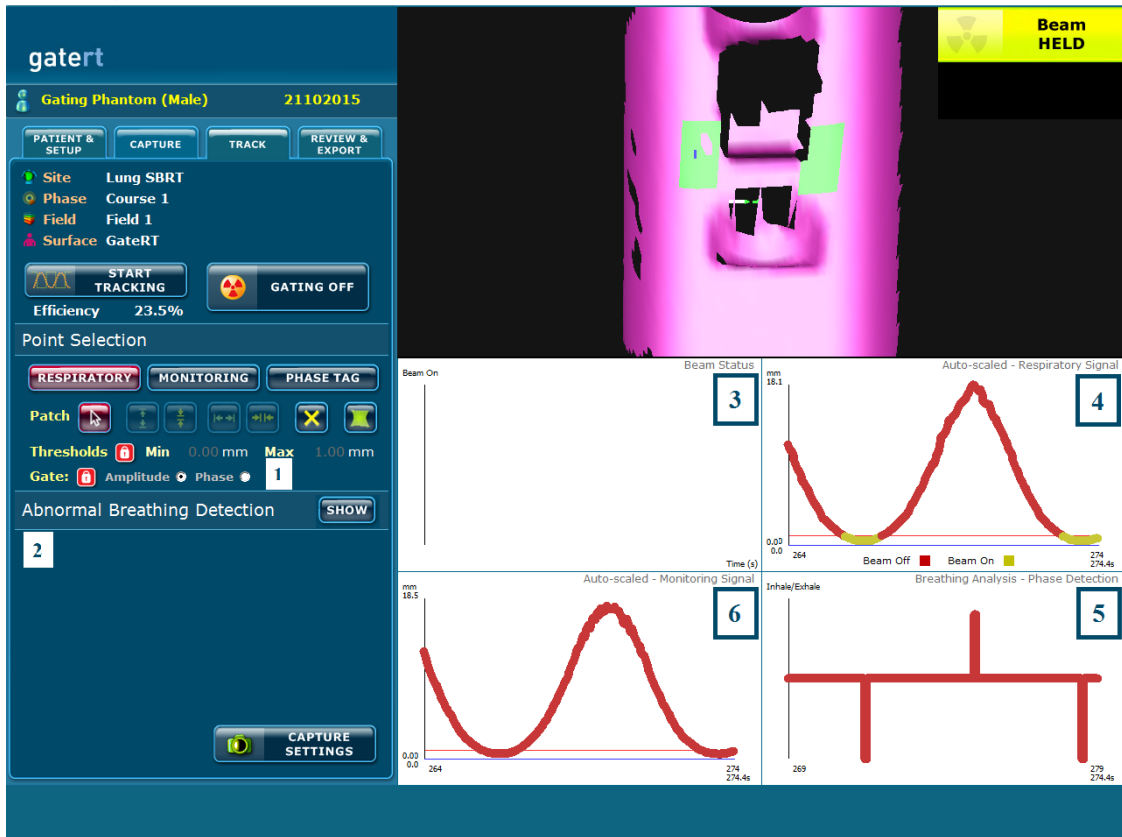 gatert
Gating Phantom (Male) 21102015
PATIENT & SETUP CAPTURE TRACK REVIEW & EXPORT
Site Lung SBRT
Phase Course 1
Field Field 1
Surface GateRT
START TRACKING GATING OFF
Efficiency 23.5%
Point Selection
RESPIRATORY MONITORING PHASE TAG
Patch
Thresholds Min 0.00 mm Max 1.00 mm
Gate: Amplitude Phase 1
Abnormal Breathing Detection SHOW
2
CAPTURE SETTINGS
Beam
HELD
Beam Status
Beam On
3
Time (s)
Auto-scaled - Respiratory Signal
mm
18.1
4
0.00
0.0
264 Beam Off Beam On 274
274.4s
Auto-scaled - Monitoring Signal
mm
18.5
6
0.00
0.0
264 274
274.4s
Breathing Analysis - Phase Detection
Inhale/Exhale
5
269 279
274.4s